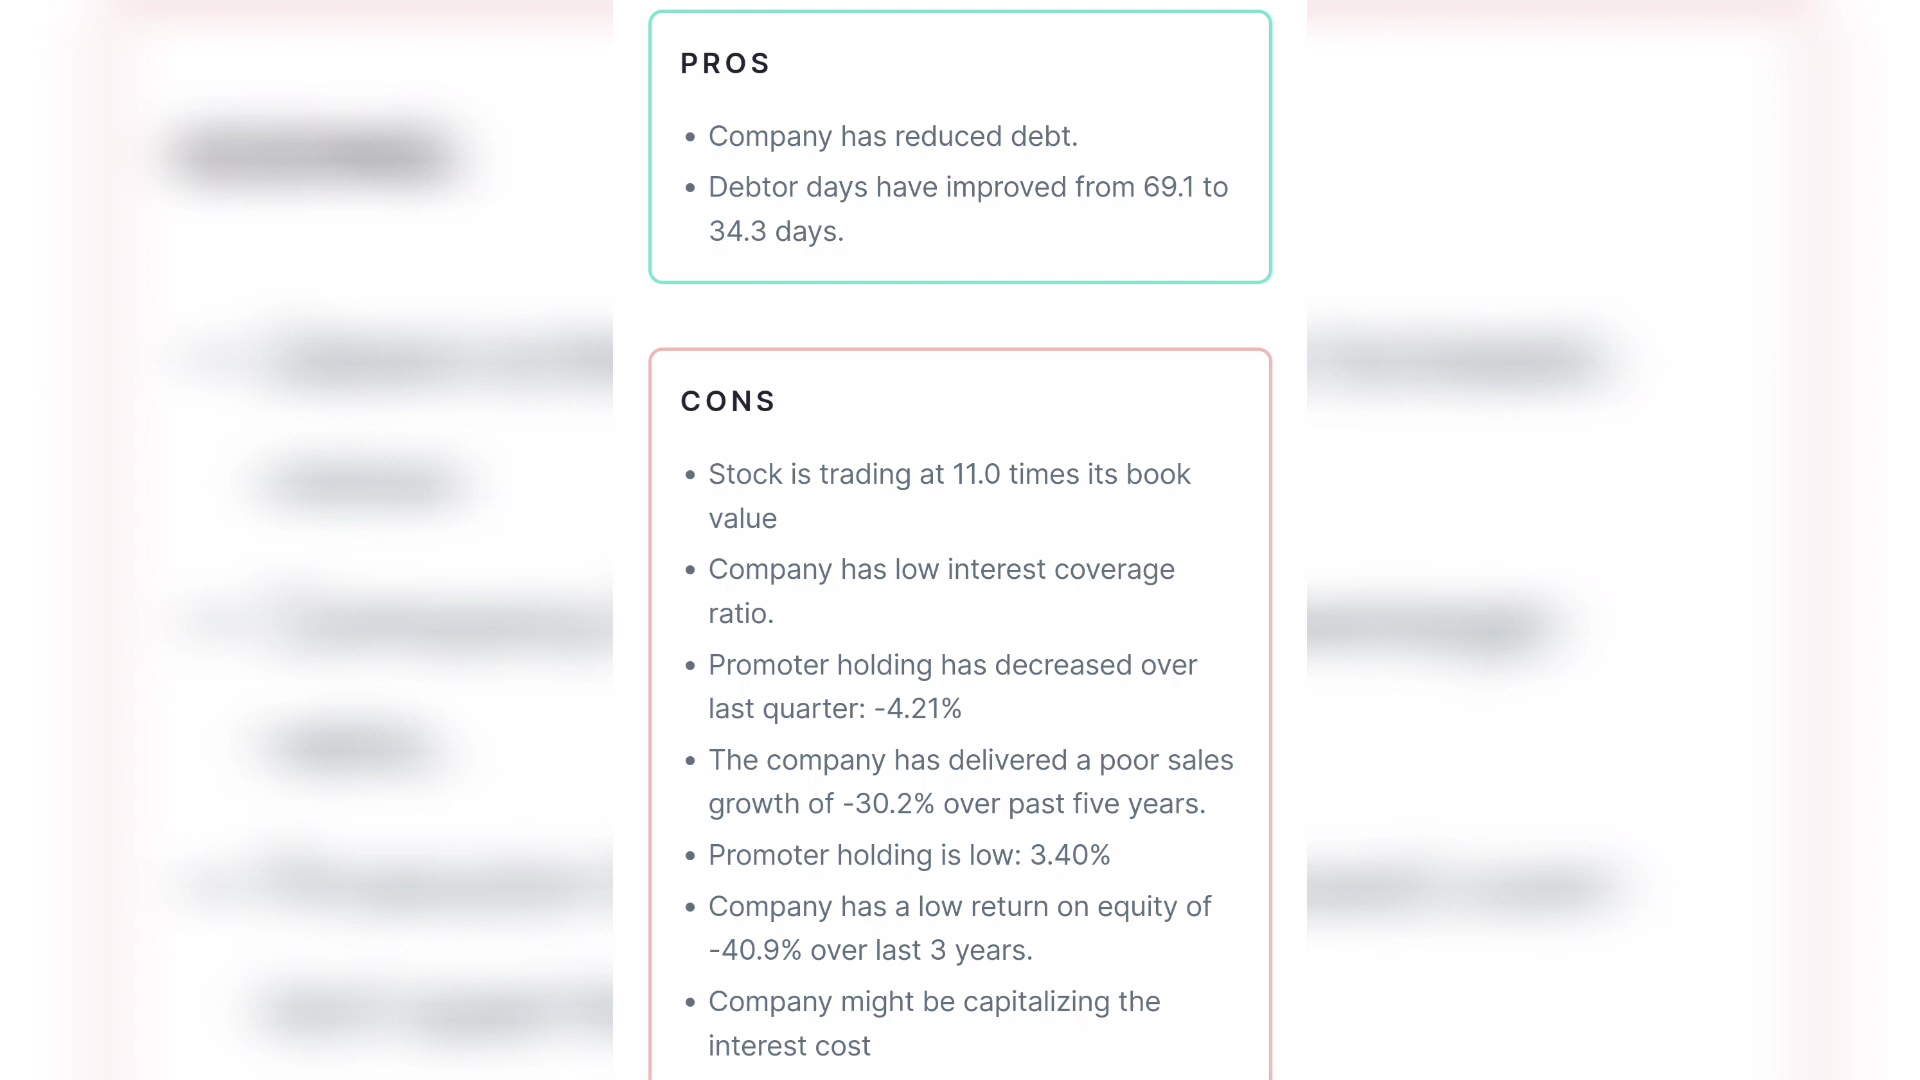 PROS
• Company has reduced debt.
• Debtor days have improved from 69.1 to
34.3 days.
CONS
• Stock is trading at 11.0 times its book
value
• Company has low interest coverage
ratio.
• Promoter holding has decreased over
last quarter: -4.21%
• The company has delivered a poor sales
growth of -30.2% over past five years.
• Promoter holding is low: 3.40%
• Company has a low return on equity of
-40.9% over last 3 years.
• Company might be capitalizing the
interest cost